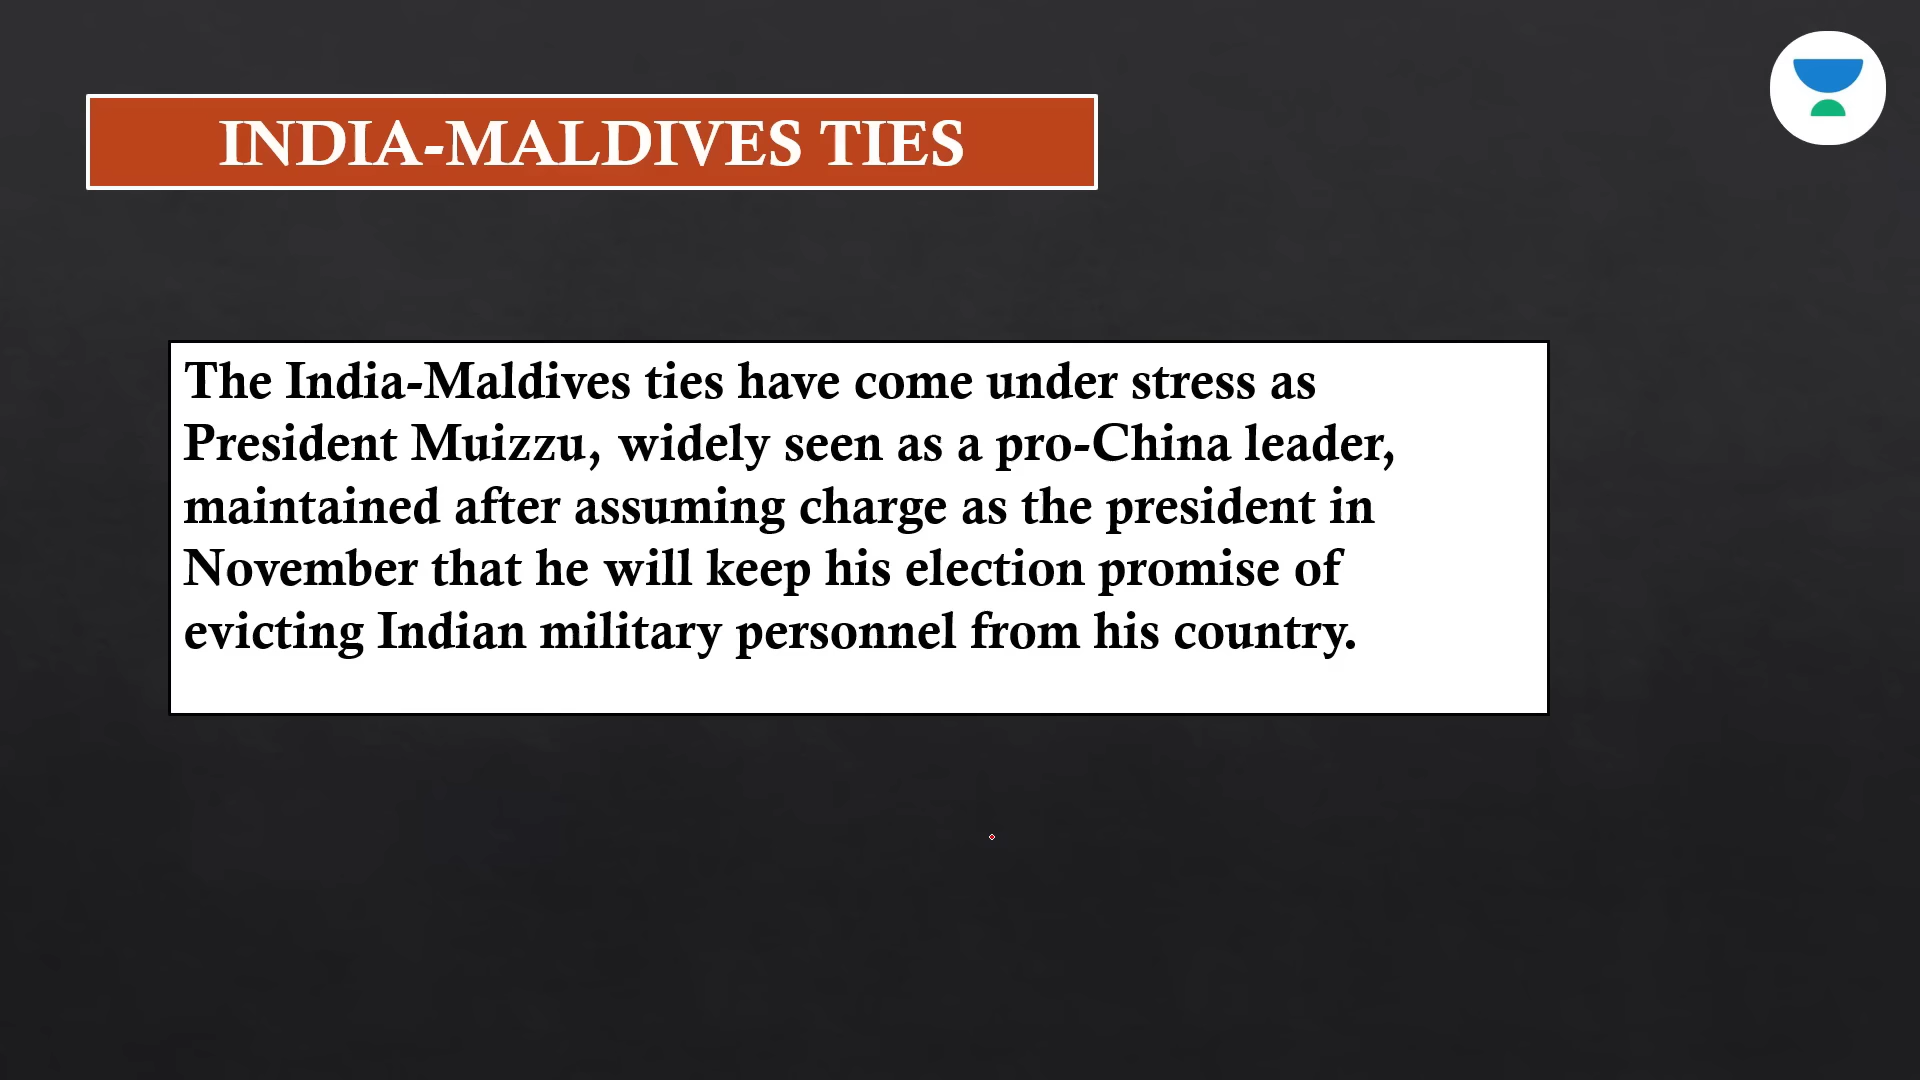 INDIA-MALDIVES TIES
The India-Maldives ties have come under stress as
President Muizzu, widely seen as a pro-China leader,
maintained after assuming charge as the president in
November that he will keep his election promise of
evicting Indian military personnel from his country.